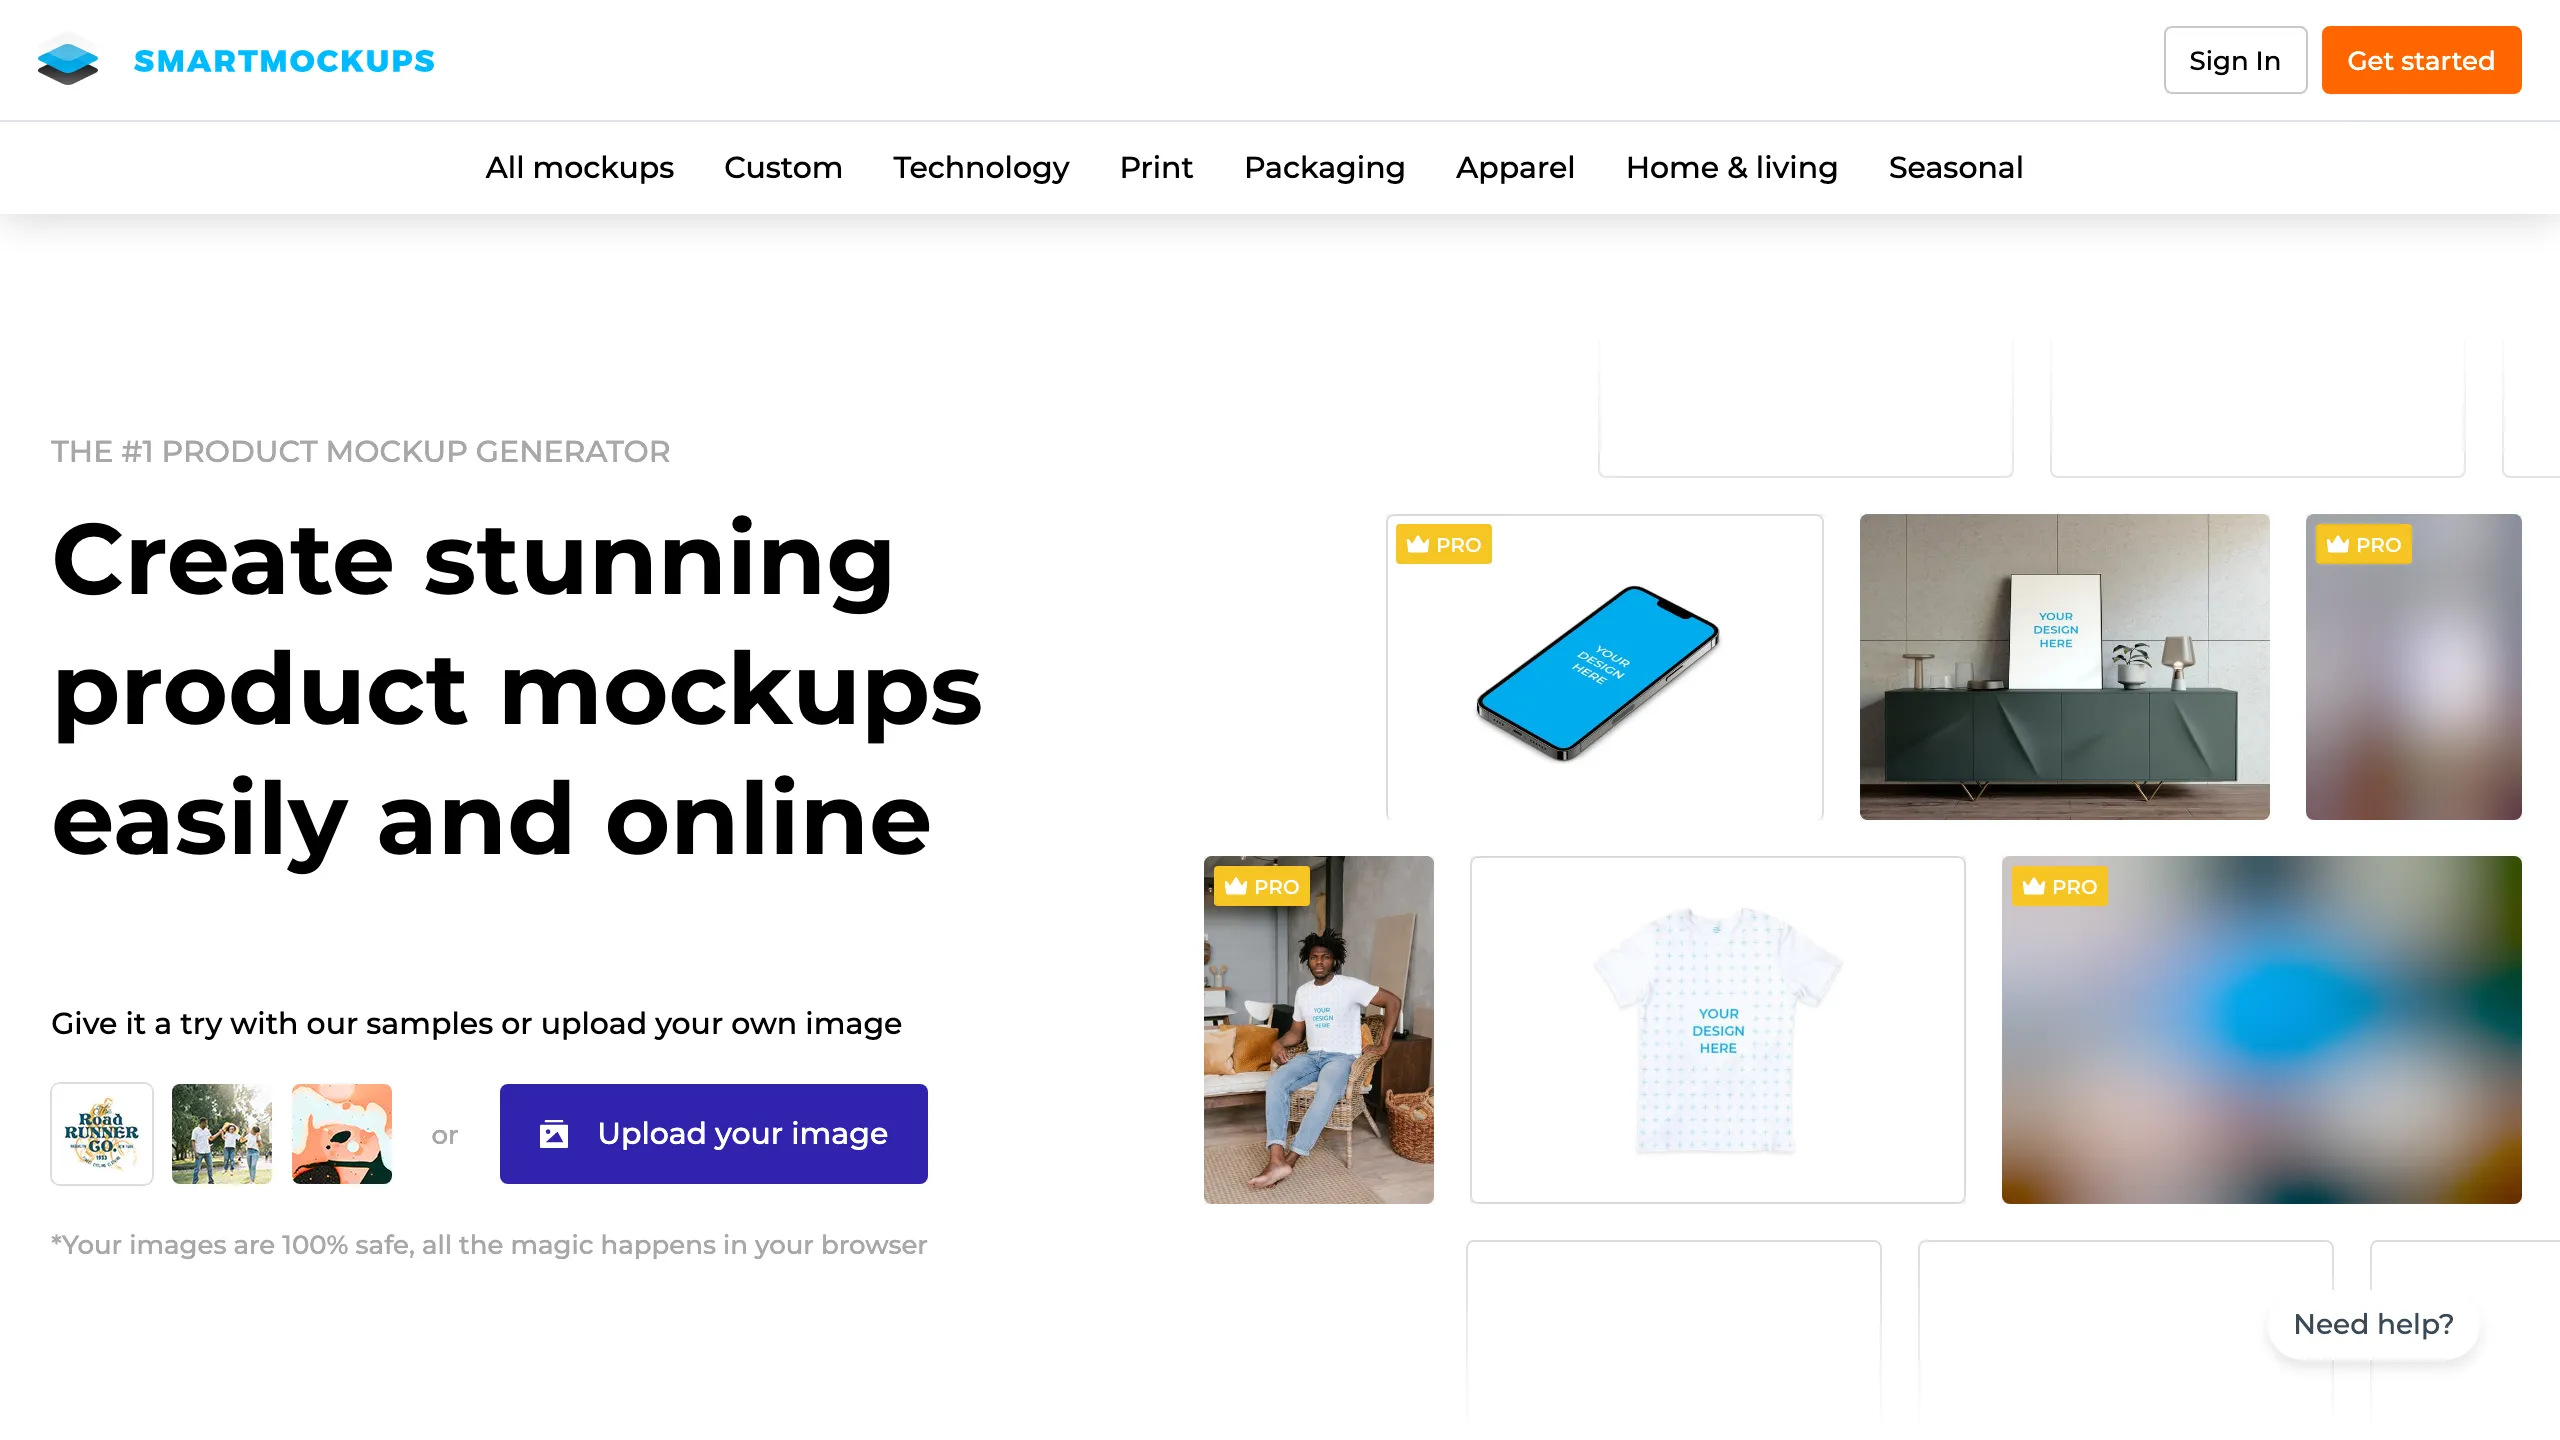 SMARTMOCKUPS
Sign In
Get started
All mockups
Custom
Technology
Print
Packaging
Apparel
Home & living
Seasonal
THE #1 PRODUCT MOCKUP GENERATOR
Create stunning
product mockups
easily and online
Give it a try with our samples or upload your own image
The
Road
RUNNER
CO.
1933
or
Upload your image
*Your images are 100% safe, all the magic happens in your browser
PRO
YOUR
DESIGN
HERE
YOUR
DESIGN
HERE
PRO
PRO
YOUR
DESIGN
HERE
YOUR
DESIGN
HERE
PRO
Need help?